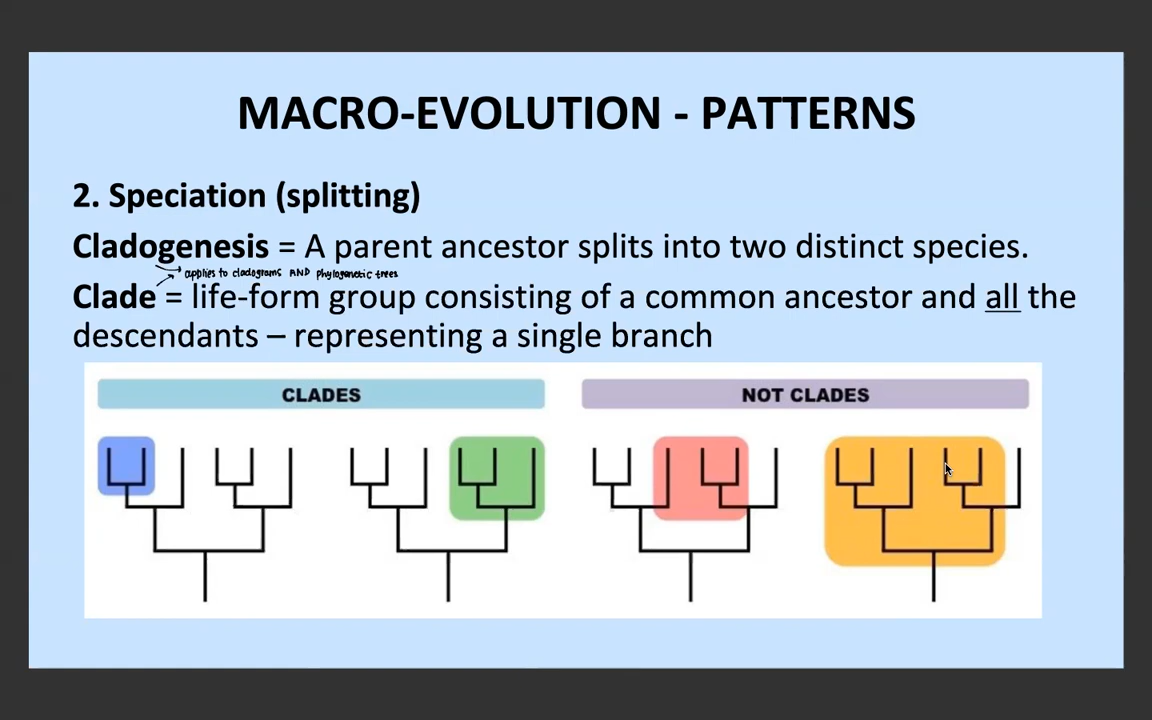 MACRO-EVOLUTION - PATTERNS
2. Speciation (splitting)
Cladogenesis = A parent ancestor splits into two distinct species.
applies to cladograms AND phylogenetic trees
Clade = life-form group consisting of a common ancestor and all the
descendants – representing a single branch
CLADES
NOT CLADES